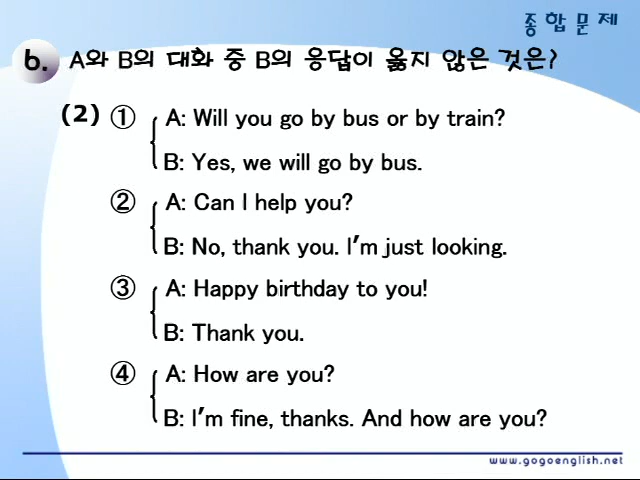 종합문제
6. A와 B의 대화 중 B의 응답이 옳지 않은 것은?
(2) ① A: Will you go by bus or by train?
B: Yes, we will go by bus.
② A: Can I help you?
B: No, thank you. I'm just looking.
③ A: Happy birthday to you!
B: Thank you.
④ A: How are you?
B: I'm fine, thanks. And how are you?
www.gogoenglish.net